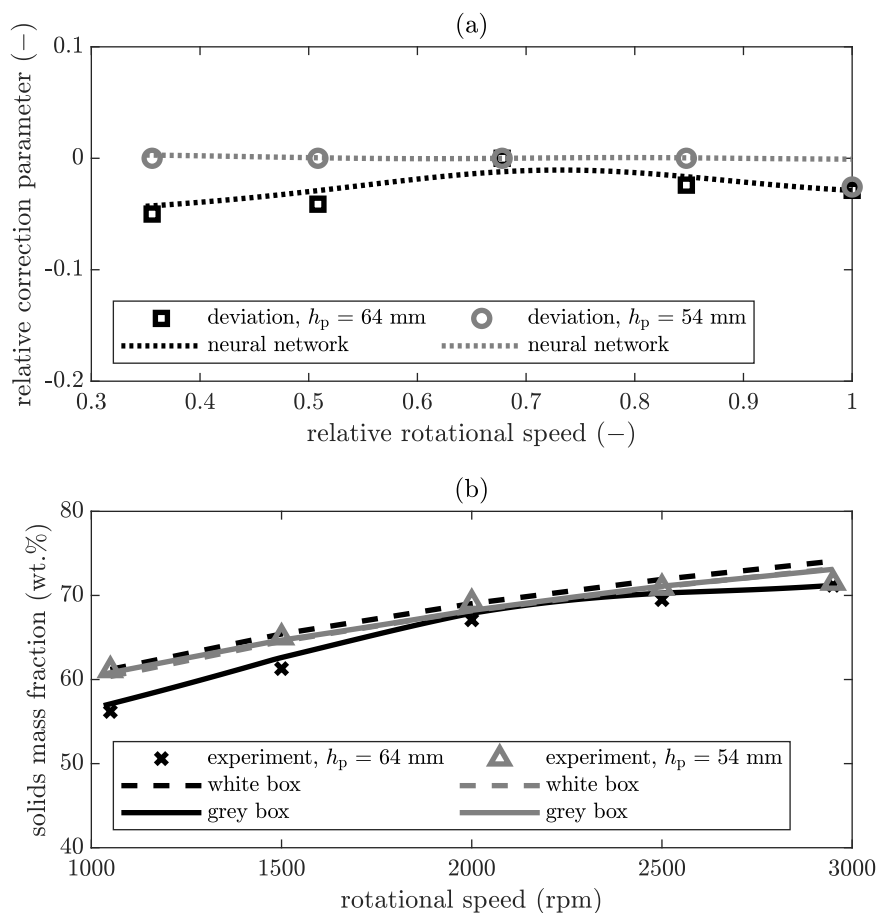 (a)
relative correction parameter (−)
0.1
0
-0.1
-0.2
deviation, hp = 64 mm
deviation, hp = 54 mm
neural network
neural network
0.3 0.4 0.5 0.6 0.7 0.8 0.9 1
relative rotational speed (−)
(b)
solids mass fraction (wt.%)
80
70
60
50
40
experiment, hp = 64 mm
experiment, hp = 54 mm
white box
white box
grey box
grey box
1000 1500 2000 2500 3000
rotational speed (rpm)